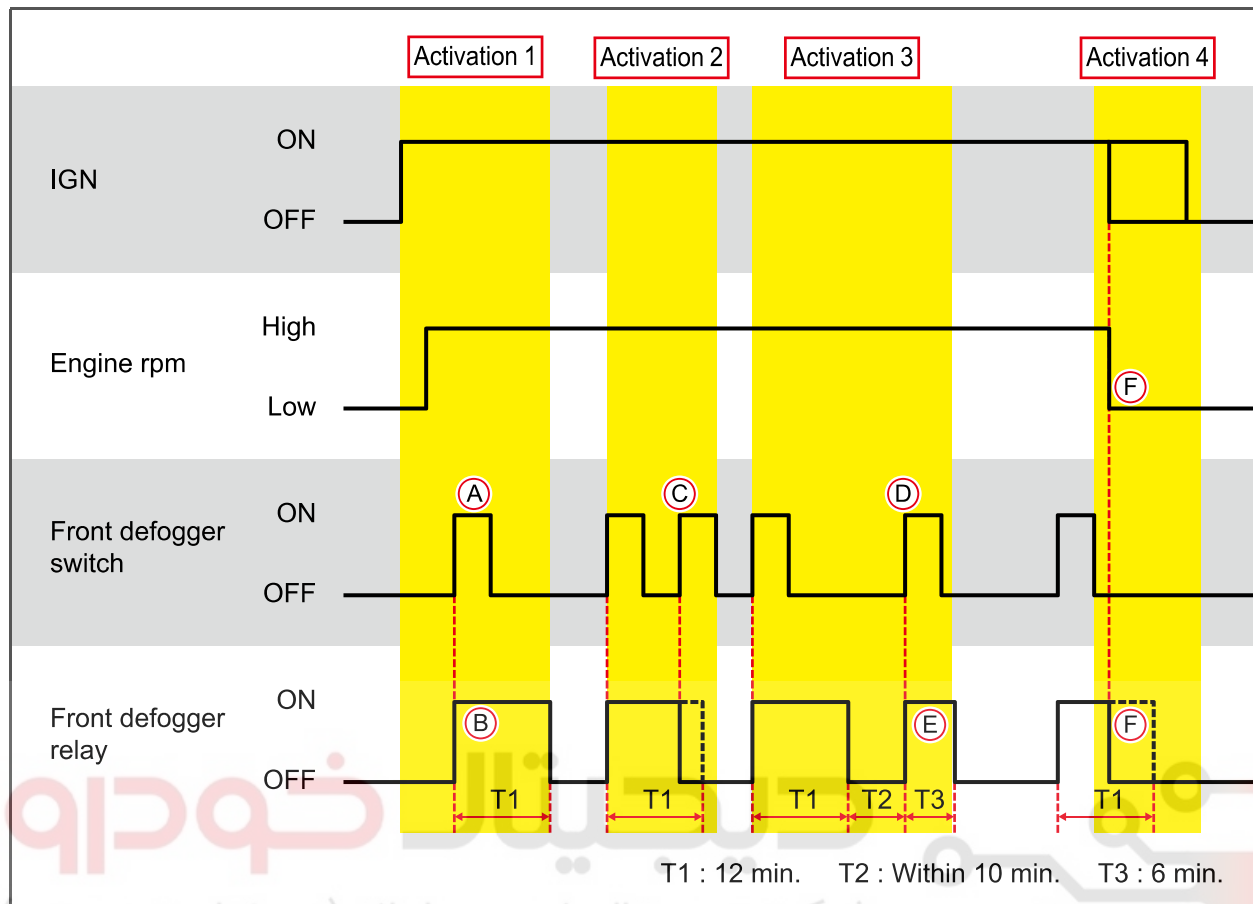 Activation 1 Activation 2 Activation 3 Activation 4
ON
IGN
OFF
High
Engine rpm
Low
F
A C D
ON
Front defogger
switch
OFF
ON
Front defogger
relay
B E F
OFF
T1 T1 T1 T2 T3 T1
T1 : 12 min. T2 : Within 10 min. T3 : 6 min.
دیجیتال خودرو